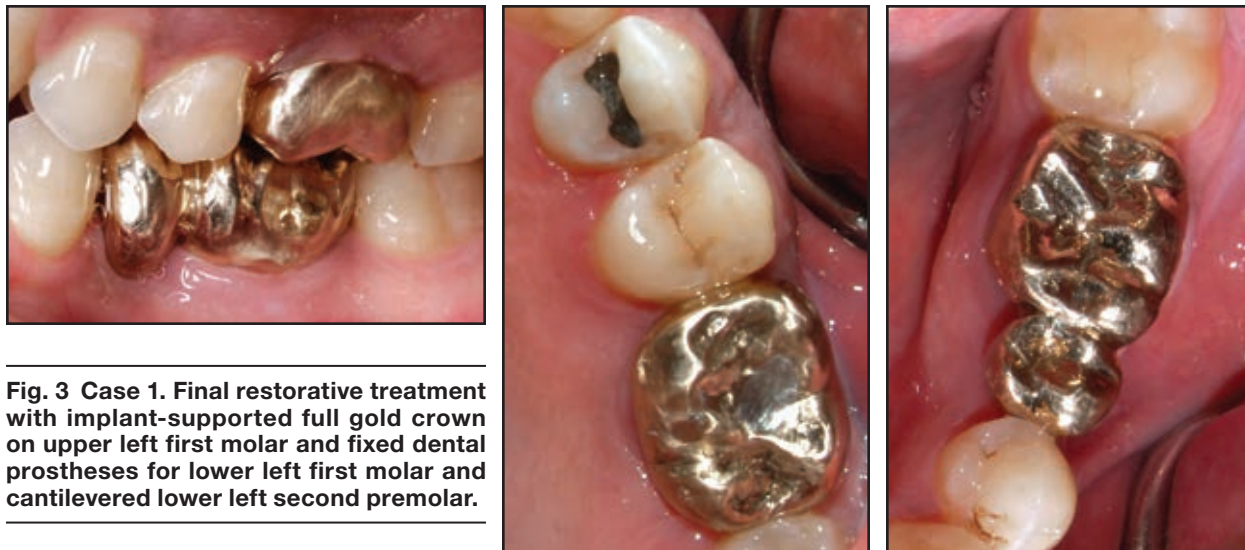 Fig. 3 Case 1. Final restorative treatment
with implant-supported full gold crown
on upper left first molar and fixed dental
prostheses for lower left first molar and
cantilevered lower left second premolar.